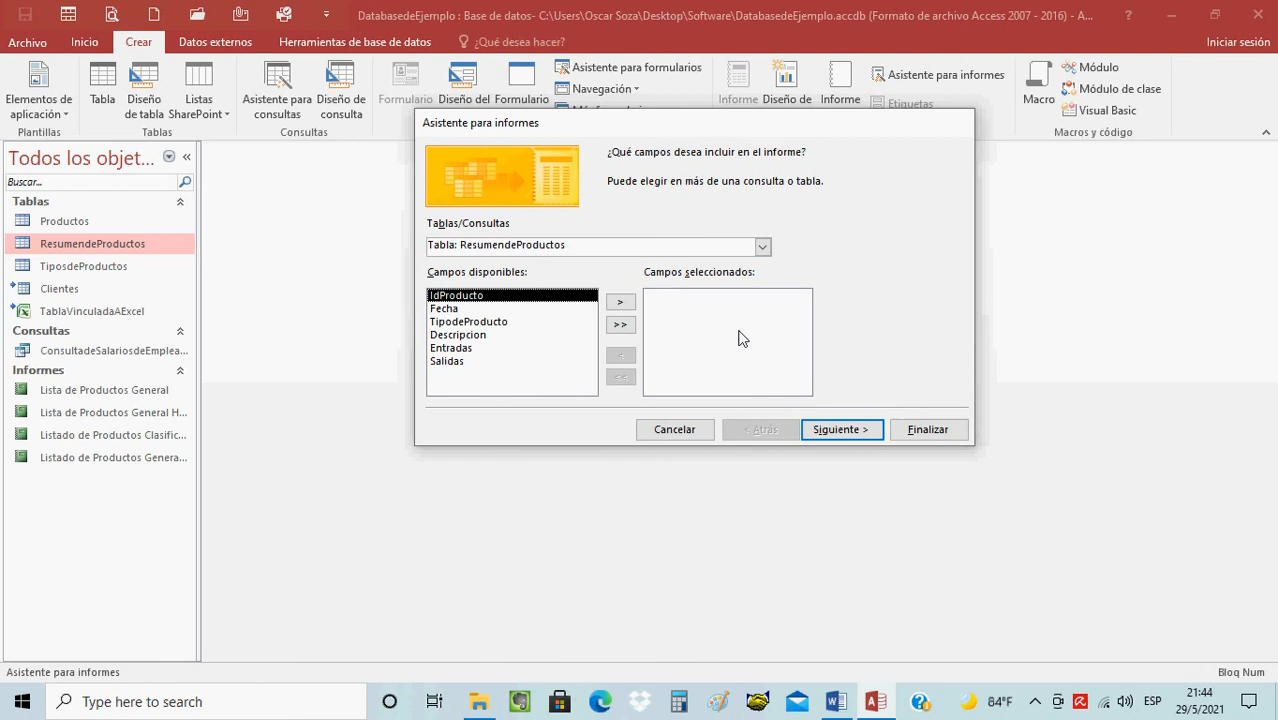 DatabasedeEjemplo : Base de datos- C:\Users\Oscar Soza\Desktop\Software\DatabasedeEjemplo.accdb (Formato de archivo Access 2007 - 2016) - A...
Archivo Inicio Crear Datos externos Herramientas de base de datos ¿Qué desea hacer? Iniciar sesión
Elementos de aplicación
Tabla
Diseño de tabla
Listas SharePoint
Asistente para consultas
Diseño de consulta
Formulario
Diseño del
Formulario
Asistente para formularios
Navegación
Informe
Diseño de
Informe
Asistente para informes
Etiquetas
Macro
Módulo
Módulo de clase
Visual Basic
Plantillas Tablas Consultas Macros y código
Todos los objet...
Buscar...
Tablas
Productos
ResumendeProductos
TiposdeProductos
Clientes
TablaVinculadaAExcel
Consultas
ConsultadeSalariosdeEmplea...
Informes
Lista de Productos General
Lista de Productos General H...
Listado de Productos Clasific...
Listado de Productos Genera...
Asistente para informes
¿Qué campos desea incluir en el informe?
Puede elegir en más de una consulta o tabla.
Tablas/Consultas
Tabla: ResumendeProductos
Campos disponibles: Campos seleccionados:
IdProducto
Fecha
TipodeProducto
Descripcion
Entradas
Salidas
>
>>
<
<<
Cancelar < Atrás Siguiente > Finalizar
Asistente para informes Bloq Num
Type here to search
84°F
ESP
21:44
29/5/2021